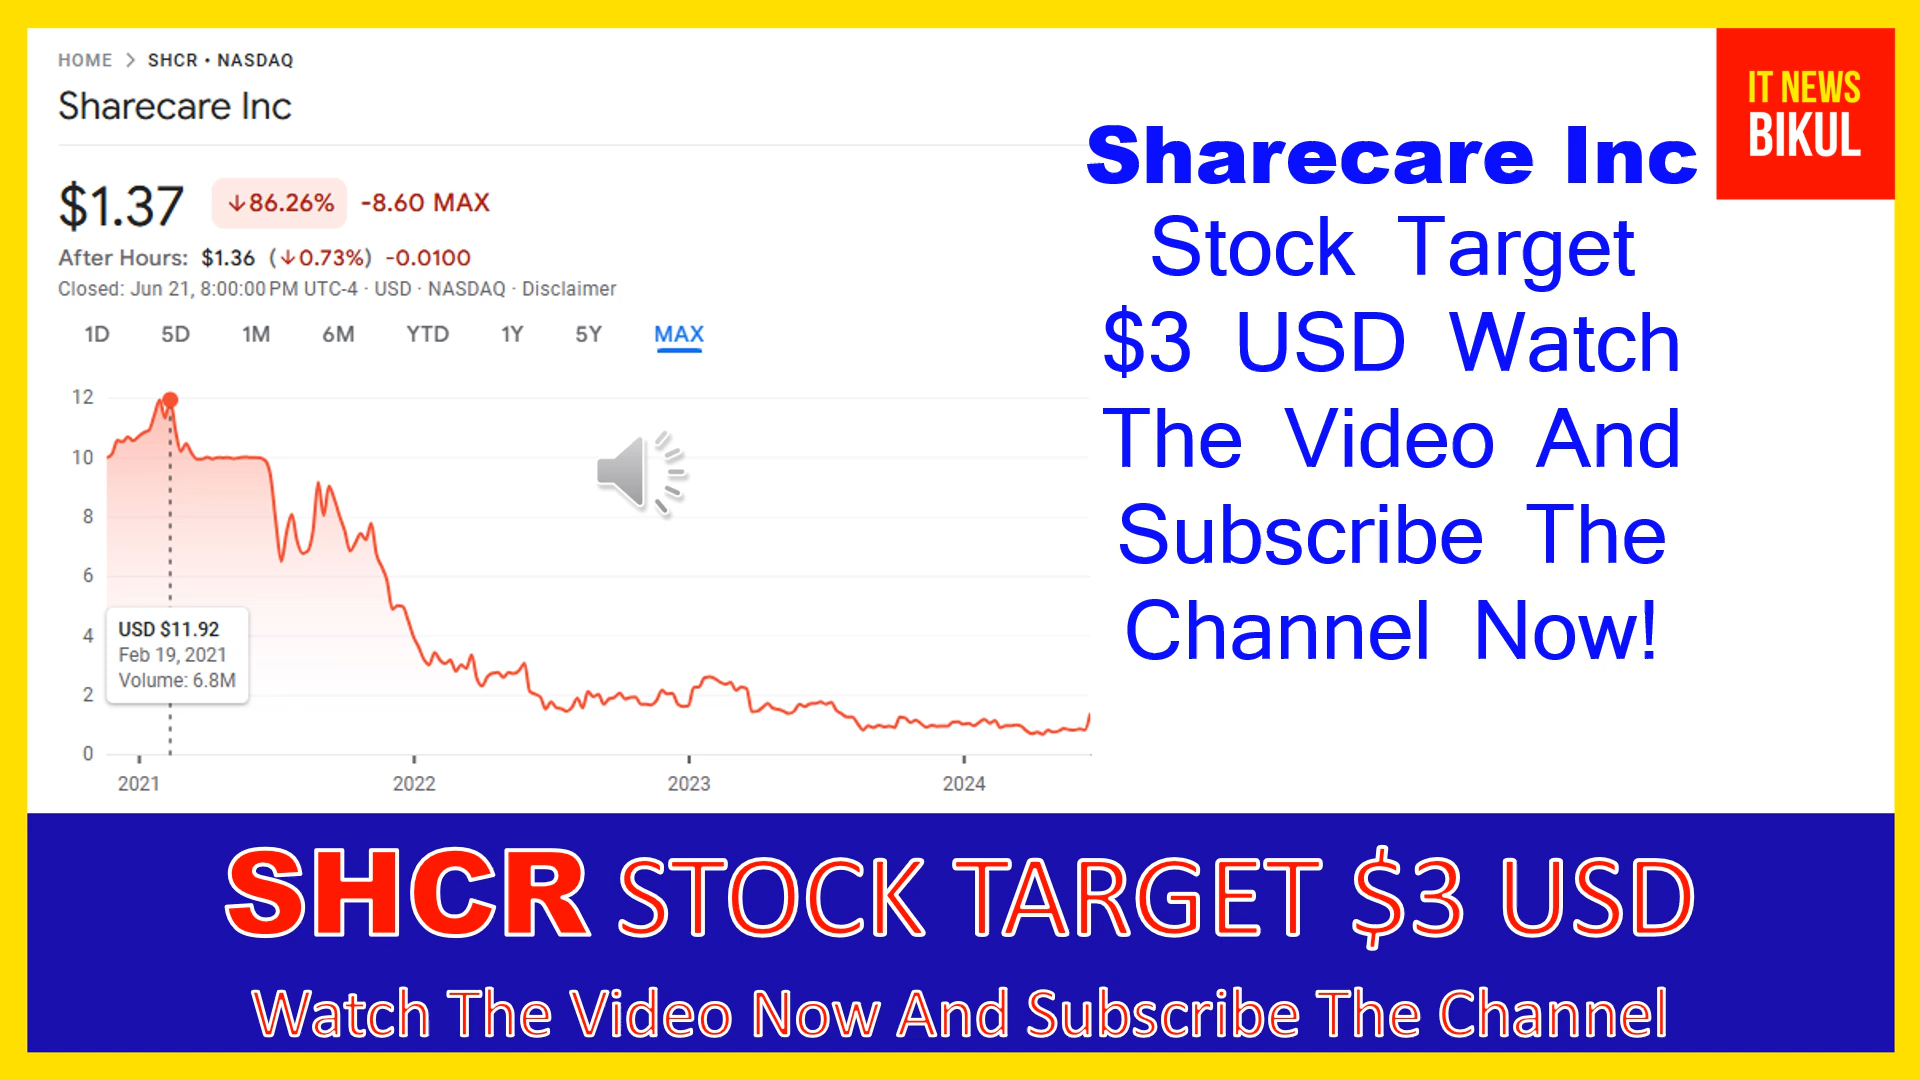 HOME > SHCR • NASDAQ
Sharecare Inc
$1.37 ↓86.26% -8.60 MAX
After Hours: $1.36 (↓0.73%) -0.0100
Closed: Jun 21, 8:00:00 PM UTC-4 · USD · NASDAQ · Disclaimer
1D 5D 1M 6M YTD 1Y 5Y MAX
12
10
8
6
4
2
0
USD $11.92
Feb 19, 2021
Volume: 6.8M
2021 2022 2023 2024
IT NEWS
BIKUL
Sharecare Inc
Stock Target
$3 USD Watch
The Video And
Subscribe The
Channel Now!
SHCR STOCK TARGET $3 USD
Watch The Video Now And Subscribe The Channel